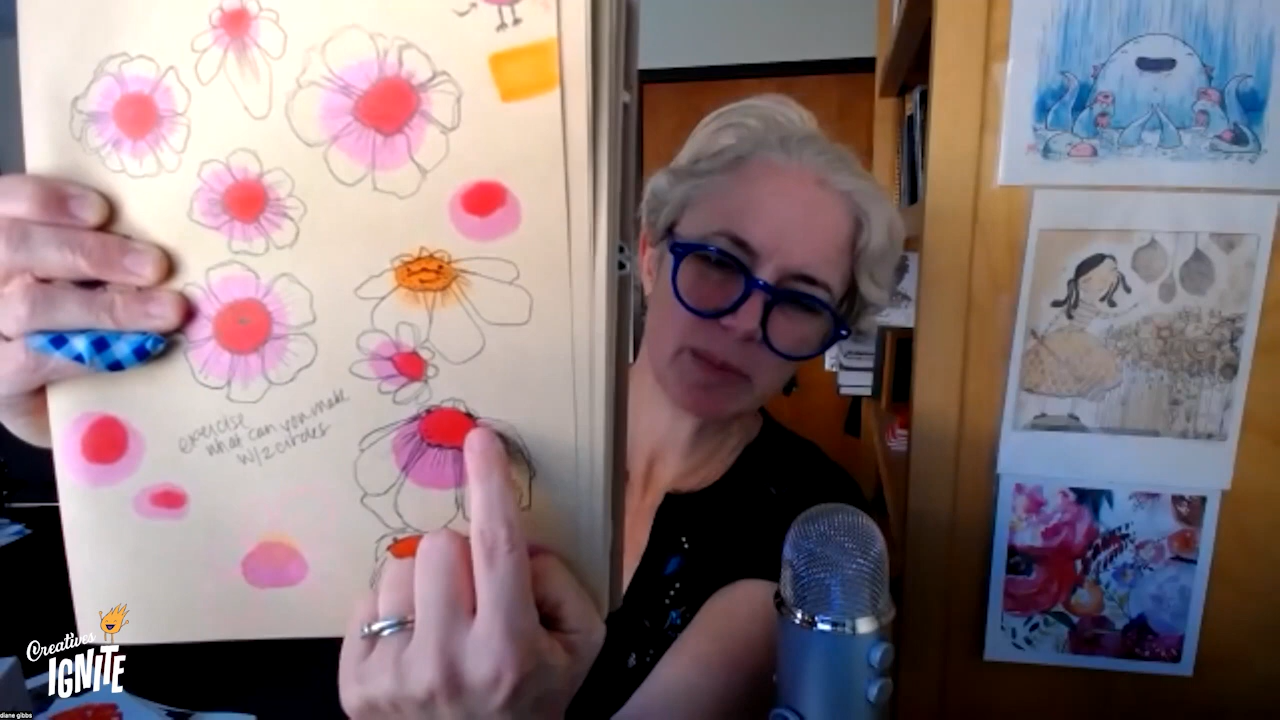 exercise
what can you make
w/2 circles
Creatives
IGNITE
diane gibbs